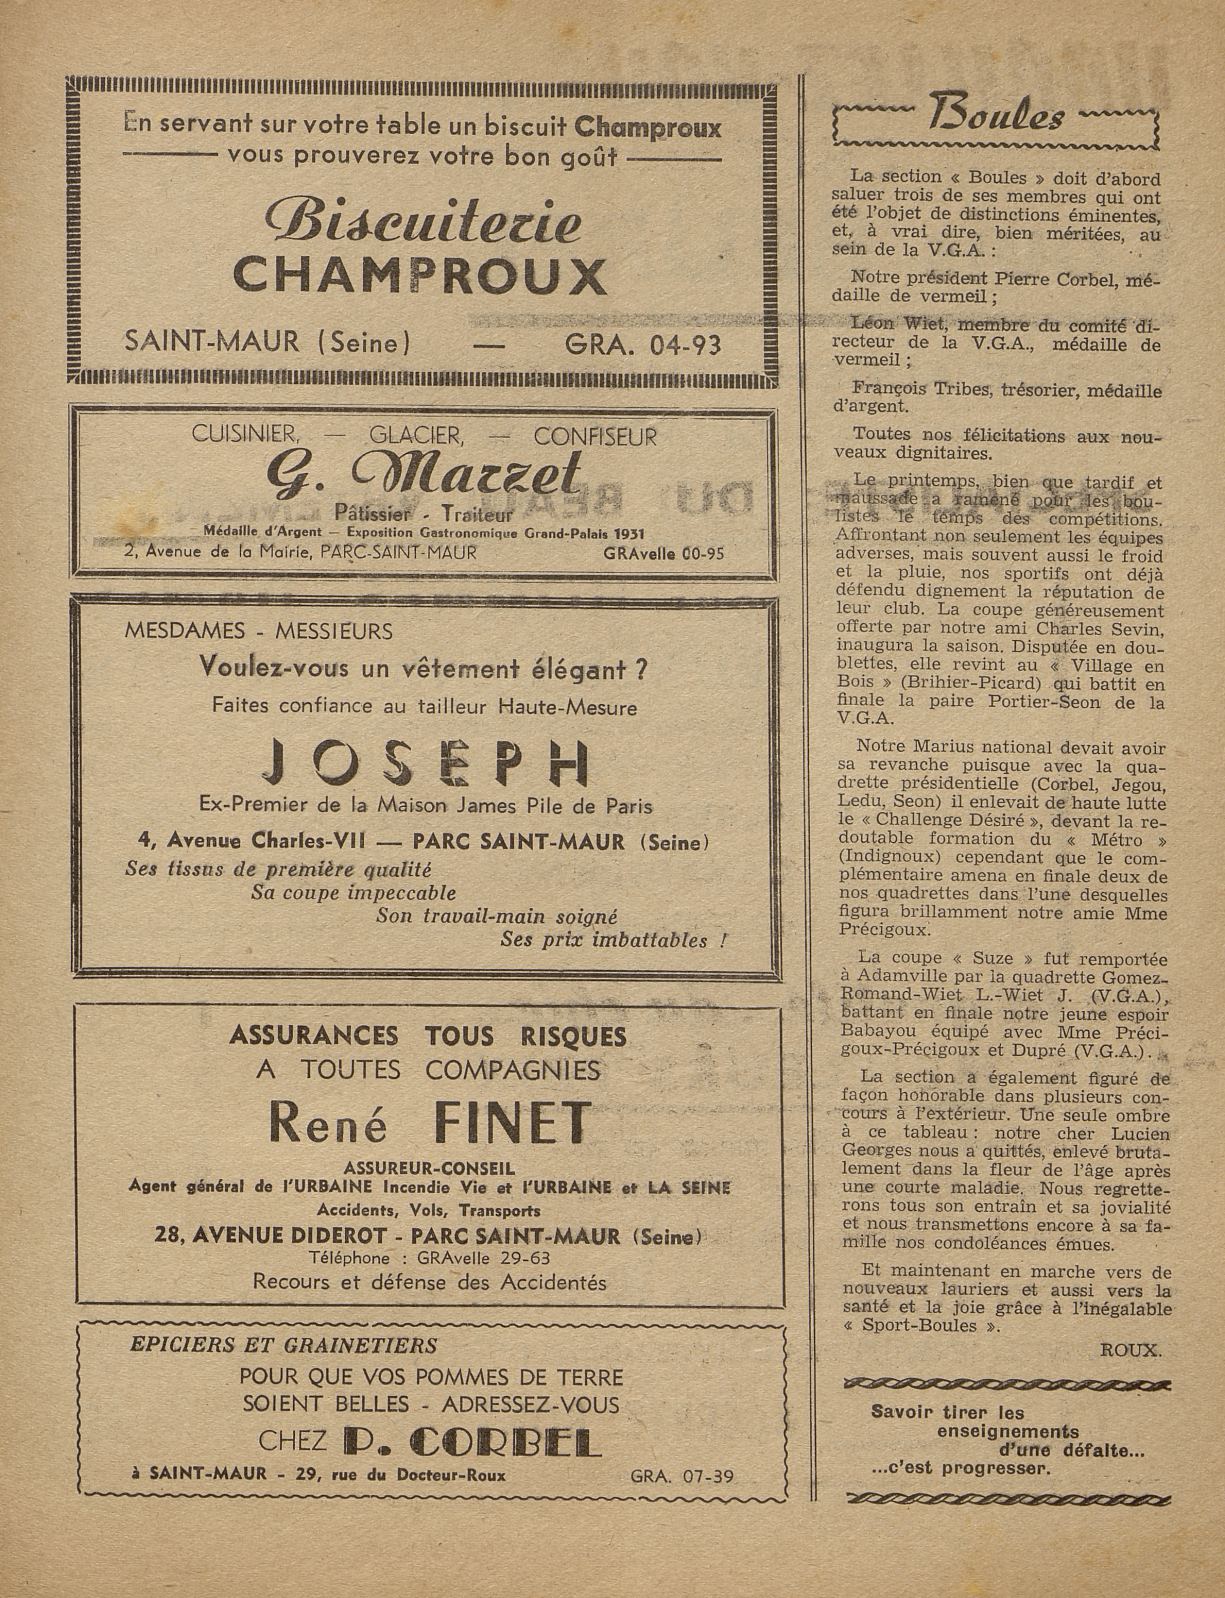 En servant sur votre table un biscuit Champroux
vous prouverez votre bon goût
Biscuiterie
CHAMPROUX
SAINT-MAUR (Seine) — GRA. 04-93
CUISINIER, — GLACIER, — CONFISEUR
G. Marzet
Pâtissier - Traiteur
Médaille d'Argent — Exposition Gastronomique Grand-Palais 1931
2, Avenue de la Mairie, PARC-SAINT-MAUR GRAvelle 00-95
MESDAMES - MESSIEURS
Voulez-vous un vêtement élégant ?
Faites confiance au tailleur Haute-Mesure
JOSEPH
Ex-Premier de la Maison James Pile de Paris
4, Avenue Charles-VII — PARC SAINT-MAUR (Seine)
Ses tissus de première qualité
Sa coupe impeccable
Son travail-main soigné
Ses prix imbattables !
ASSURANCES TOUS RISQUES
A TOUTES COMPAGNIES
René FINET
ASSUREUR-CONSEIL
Agent général de l'URBAINE Incendie Vie et l'URBAINE et LA SEINE
Accidents, Vols, Transports
28, AVENUE DIDEROT - PARC SAINT-MAUR (Seine)
Téléphone : GRAvelle 29-63
Recours et défense des Accidentés
EPICIERS ET GRAINETIERS
POUR QUE VOS POMMES DE TERRE
SOIENT BELLES - ADRESSEZ-VOUS
CHEZ P. CORBEL
à SAINT-MAUR - 29, rue du Docteur-Roux GRA. 07-39
Boules
La section « Boules » doit d'abord
saluer trois de ses membres qui ont
été l'objet de distinctions éminentes,
et, à vrai dire, bien méritées, au
sein de la V.G.A. :
Notre président Pierre Corbel, mé-
daille de vermeil ;
Léon Wiet, membre du comité di-
recteur de la V.G.A., médaille de
vermeil ;
François Tribes, trésorier, médaille
d'argent.
Toutes nos félicitations aux nou-
veaux dignitaires.
Le printemps, bien que tardif et
maussade a ramené pour les bou-
listes le temps des compétitions.
Affrontant non seulement les équipes
adverses, mais souvent aussi le froid
et la pluie, nos sportifs ont déjà
défendu dignement la réputation de
leur club. La coupe généreusement
offerte par notre ami Charles Sevin,
inaugura la saison. Disputée en dou-
blettes, elle revint au « Village en
Bois » (Brihier-Picard) qui battit en
finale la paire Portier-Seon de la
V.G.A.
Notre Marius national devait avoir
sa revanche puisque avec la qua-
drette présidentielle (Corbel, Jegou,
Ledu, Seon) il enlevait de haute lutte
le « Challenge Désiré », devant la re-
doutable formation du « Métro »
(Indignoux) cependant que le com-
plémentaire amena en finale deux de
nos quadrettes dans l'une desquelles
figura brillamment notre amie Mme
Précigoux.
La coupe « Suze » fut remportée
à Adamville par la quadrette Gomez-
Romand-Wiet L.-Wiet J. (V.G.A.),
battant en finale notre jeune espoir
Babayou équipé avec Mme Préci-
goux-Précigoux et Dupré (V.G.A.).
La section a également figuré de
façon honorable dans plusieurs con-
cours à l'extérieur. Une seule ombre
à ce tableau : notre cher Lucien
Georges nous a quittés, enlevé bruta-
lement dans la fleur de l'âge après
une courte maladie. Nous regrette-
rons tous son entraîn et sa jovialité
et nous transmettons encore à sa fa-
mille nos condoléances émues.
Et maintenant en marche vers de
nouveaux lauriers et aussi vers la
santé et la joie grâce à l'inégalable
« Sport-Boules ».
ROUX.
Savoir tirer les
enseignements
d'une défalte...
...c'est progresser.